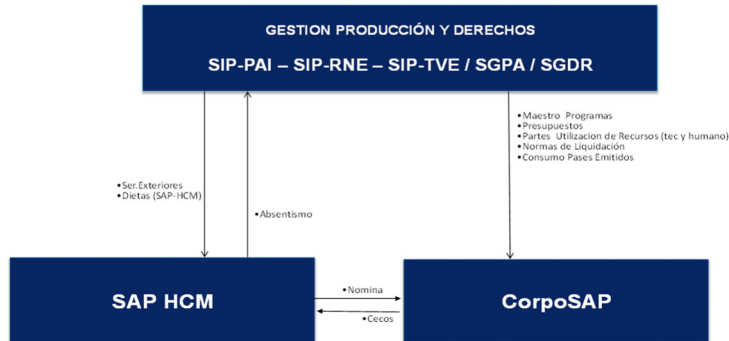 GESTION PRODUCCIÓN Y DERECHOS
SIP-PAI – SIP-RNE – SIP-TVE / SGPA / SGDR
•Maestro Programas
•Presupuestos
•Partes Utilizacion de Recursos (tec y humano)
•Normas de Liquidación
•Consumo Pases Emitidos
•Ser.Exteriores
•Dietas (SAP-HCM)
•Absentismo
SAP HCM
•Nomina
•Cecos
CorpoSAP